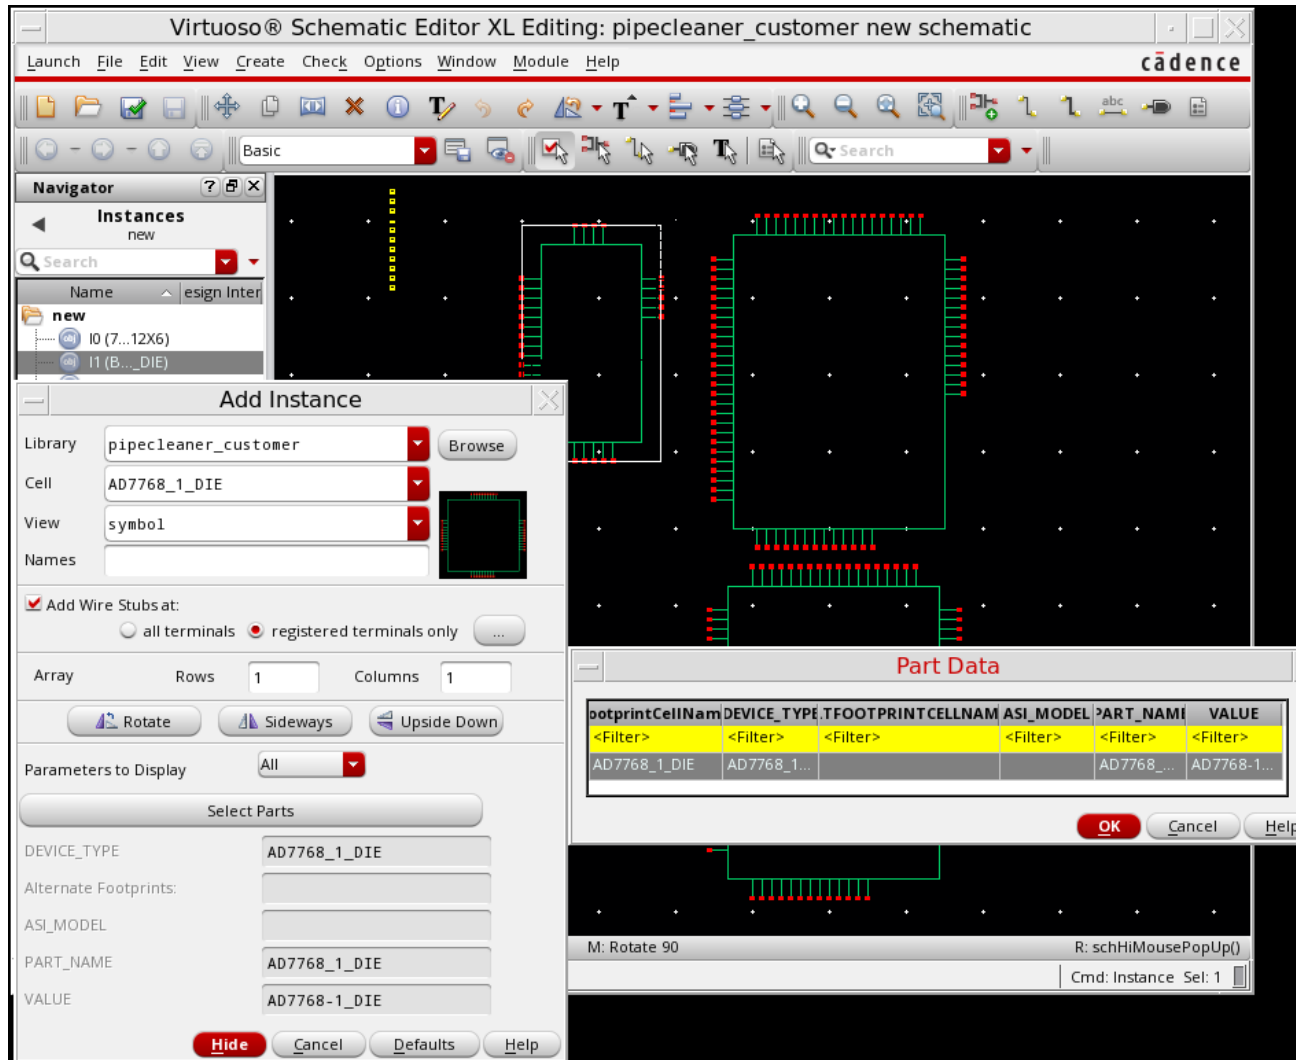 Virtuoso® Schematic Editor XL Editing: pipecleaner_customer new schematic
Launch File Edit View Create Check Options Window Module Help
cādence
abc
Basic
Search
Navigator
Instances
new
Search
Name esign Inter
new
I0 (7...12X6)
I1 (B..._DIE)
Add Instance
Library pipecleaner_customer Browse
Cell AD7768_1_DIE
View symbol
Names
Add Wire Stubs at:
all terminals registered terminals only ...
Array Rows 1 Columns 1
Rotate Sideways Upside Down
Parameters to Display All
Select Parts
DEVICE_TYPE AD7768_1_DIE
Alternate Footprints:
ASI_MODEL
PART_NAME AD7768_1_DIE
VALUE AD7768-1_DIE
Hide Cancel Defaults Help
Part Data
ootprintCellNam DEVICE_TYPE .TFOOTPRINTCELLNAM ASI_MODEL PART_NAME VALUE
<Filter> <Filter> <Filter> <Filter> <Filter> <Filter>
AD7768_1_DIE AD7768_1... AD7768_... AD7768-1...
OK Cancel Help
M: Rotate 90 R: schHiMousePopUp()
Cmd: Instance Sel: 1